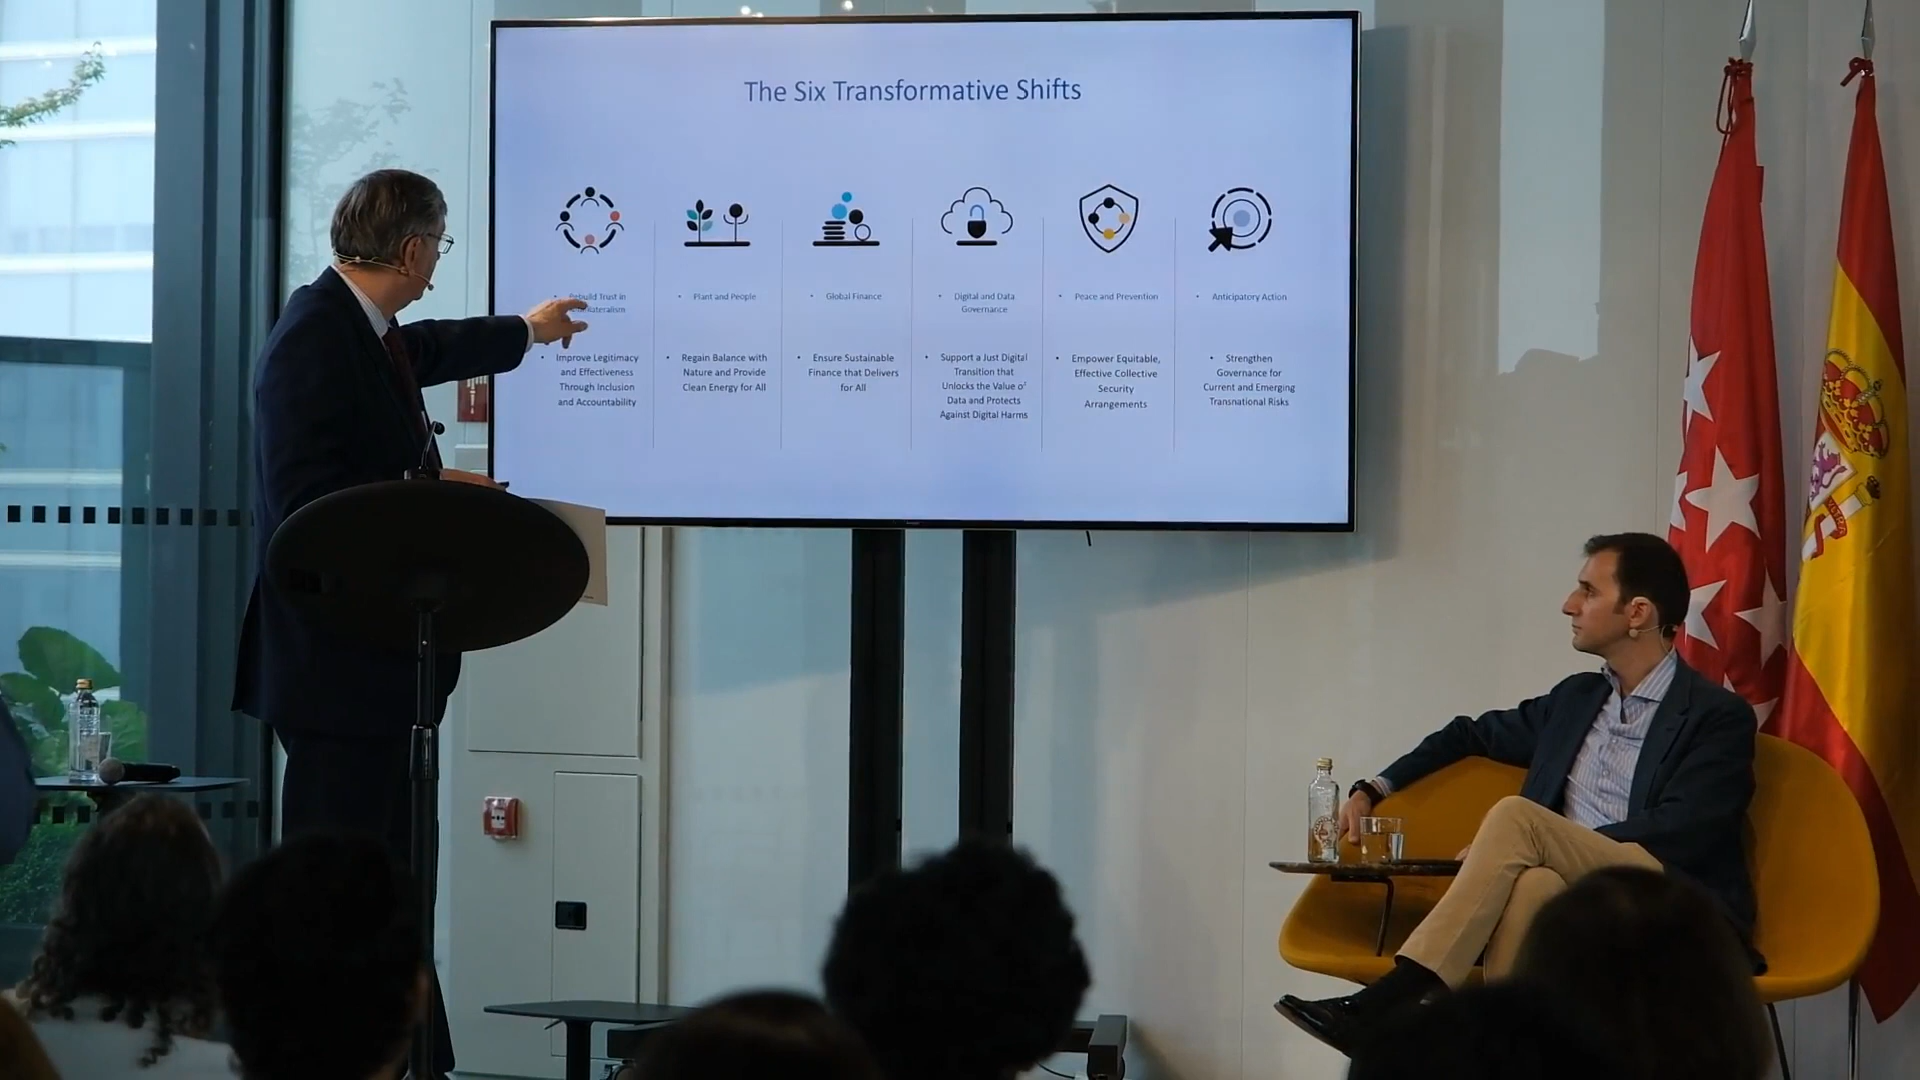 The Six Transformative Shifts
• Rebuild Trust in
• Plant and People
• Global Finance
• Digital and Data
Governance
• Peace and Prevention
• Anticipatory Action
• Improve Legitimacy
and Effectiveness
Through Inclusion
and Accountability
• Regain Balance with
Nature and Provide
Clean Energy for All
• Ensure Sustainable
Finance that Delivers
for All
• Support a Just Digital
Transition that
Unlocks the Value of
Data and Protects
Against Digital Harms
• Empower Equitable,
Effective Collective
Security
Arrangements
• Strengthen
Governance for
Current and Emerging
Transnational Risks